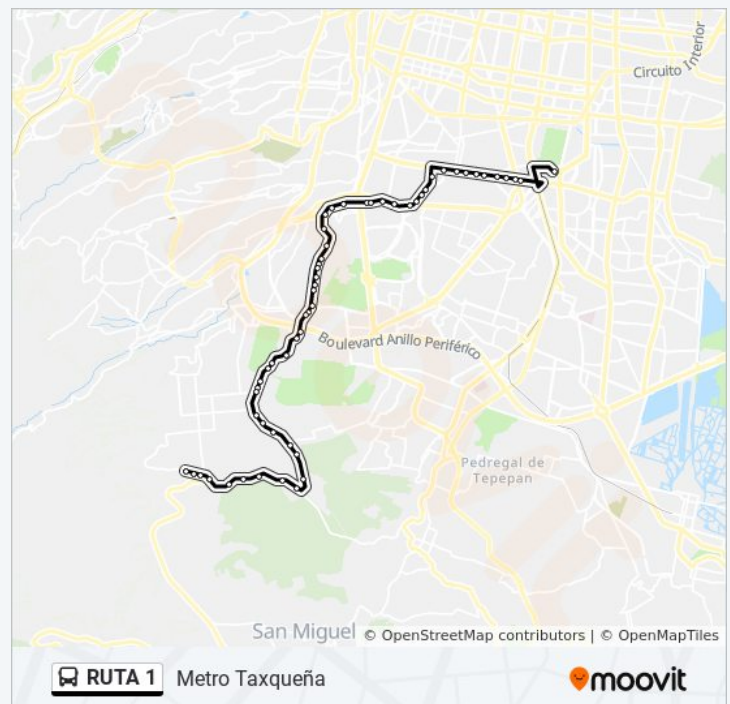 Circuito Interior
Boulevard Anillo Periférico
Pedregal de
Tepepan
San Miguel
© OpenStreetMap contributors | © OpenMapTiles
RUTA 1
Metro Taxqueña
moovit